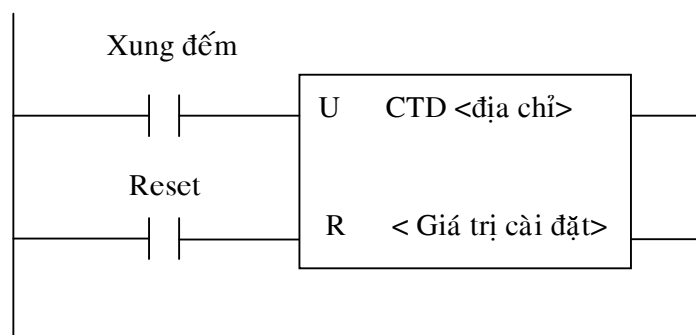 Xung đếm
U CTD <địa chỉ>
Reset
R < Giá trị cài đặt>